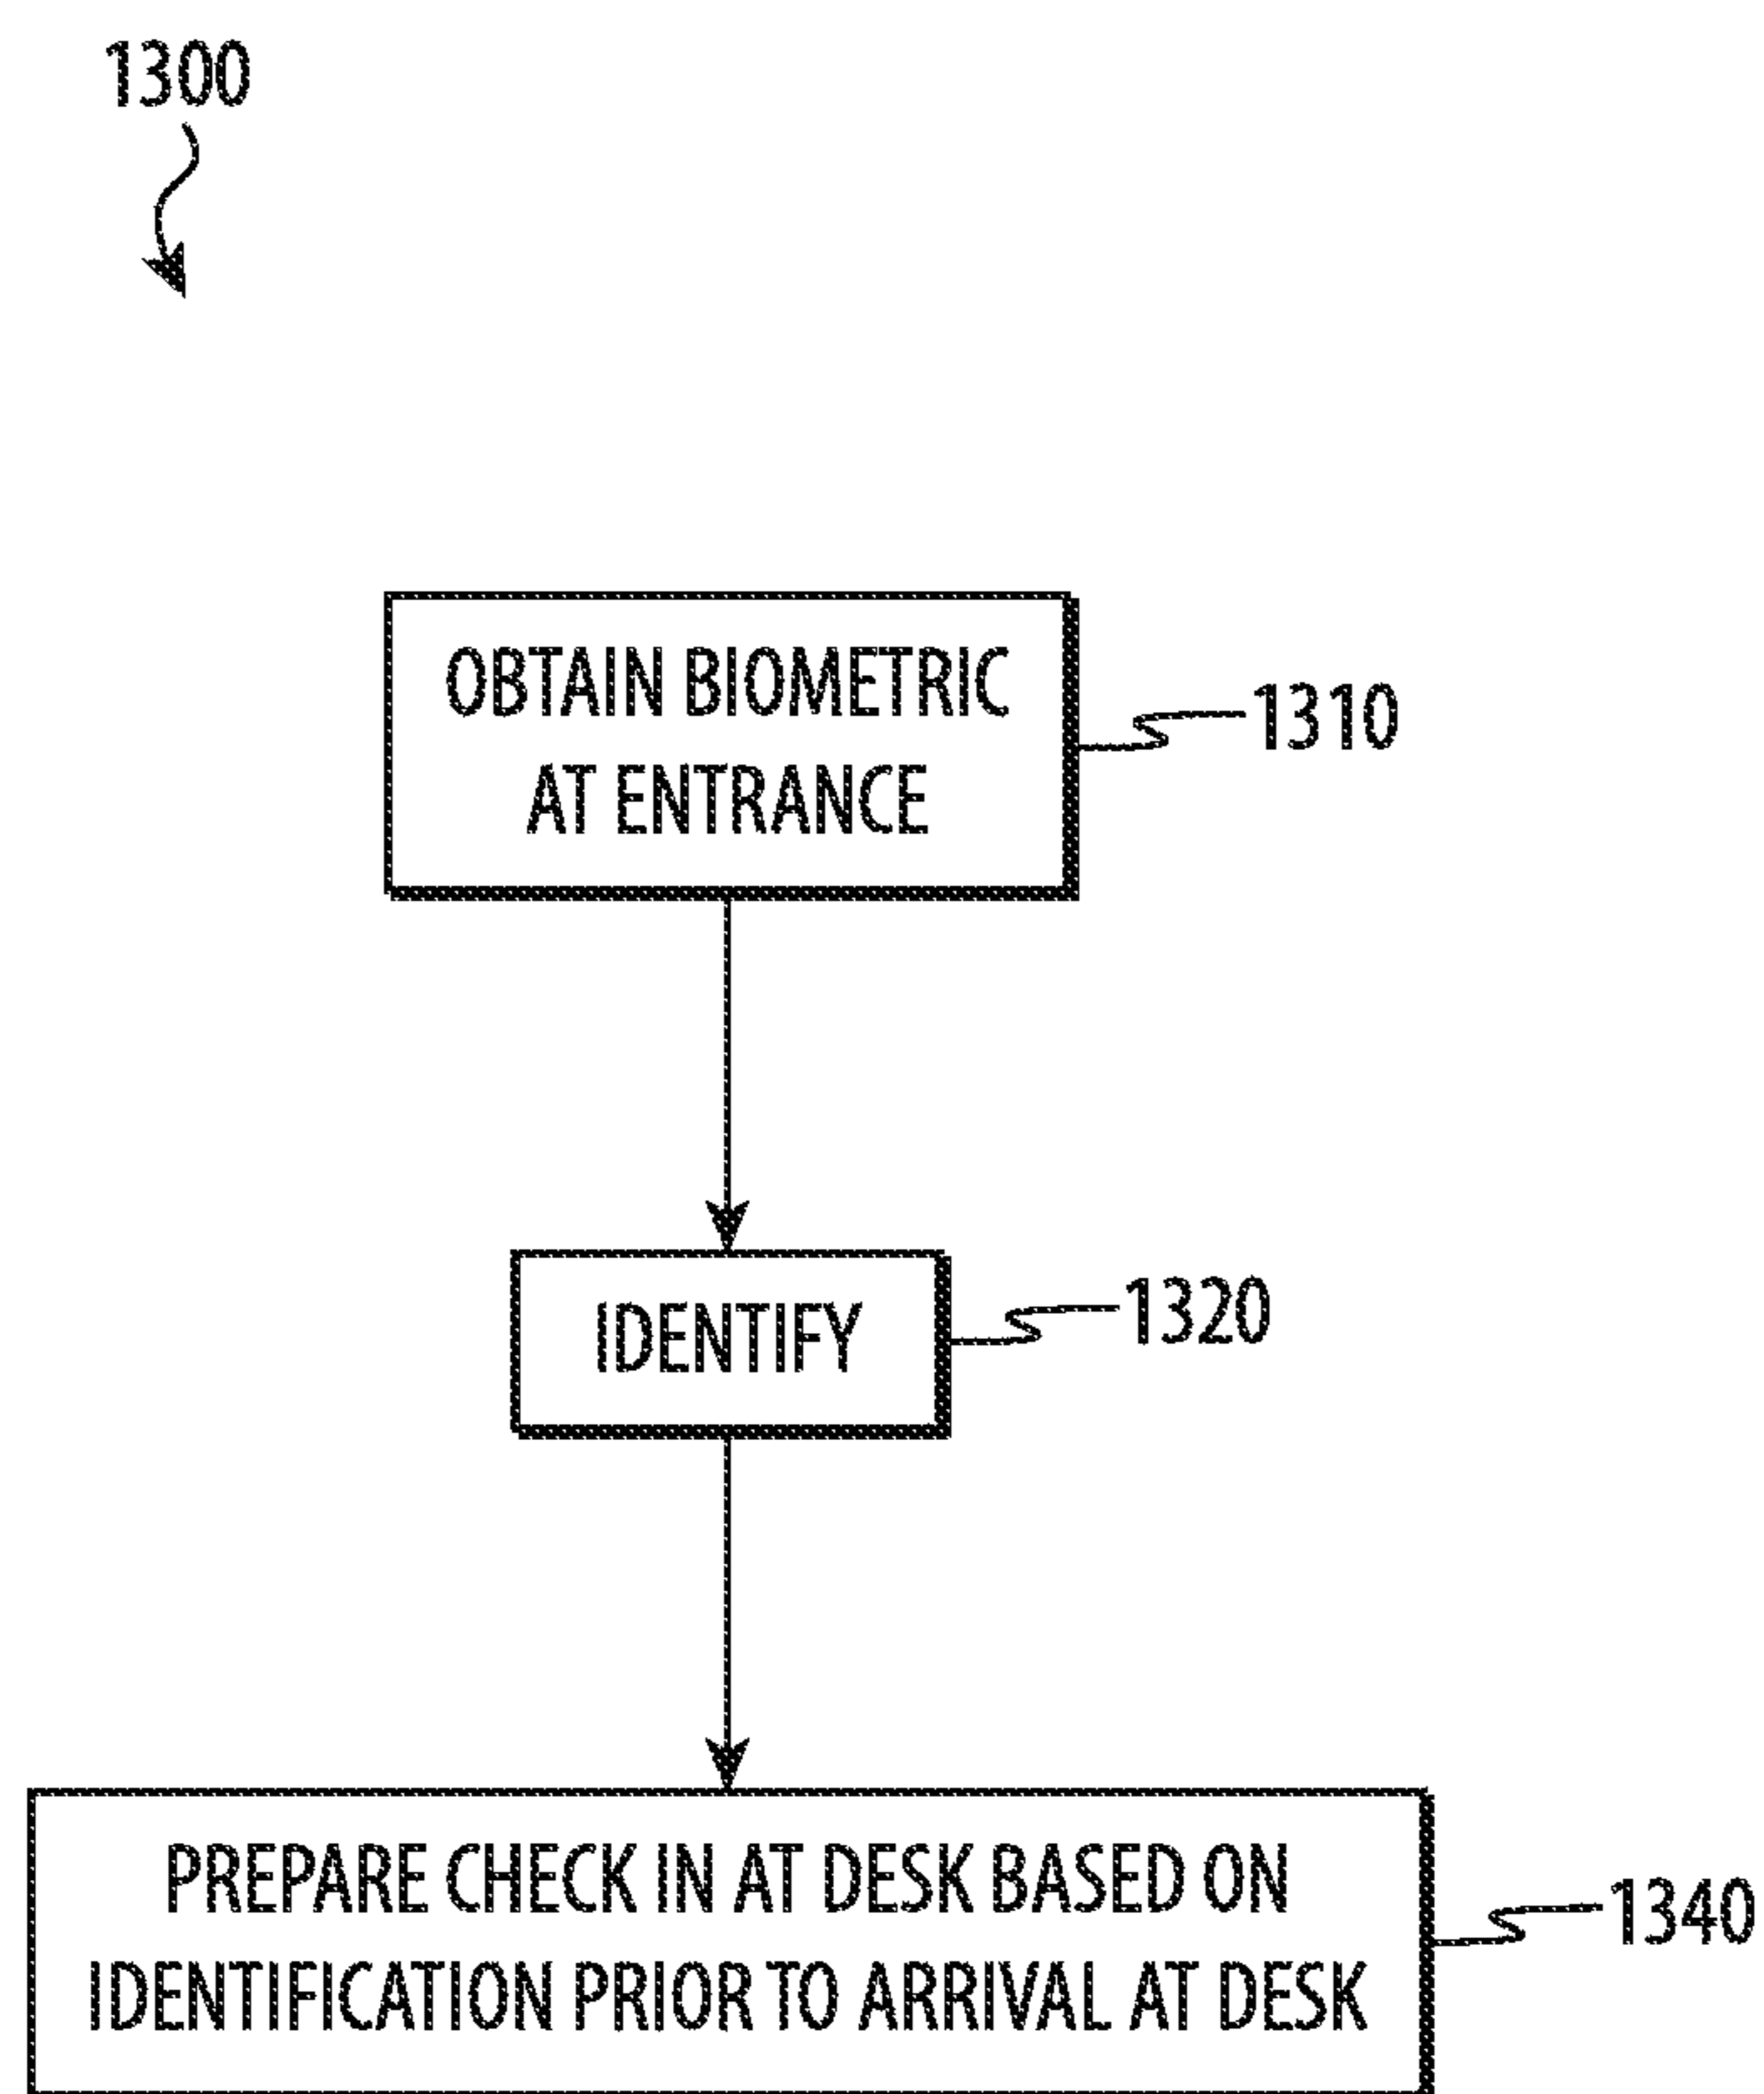 1300
OBTAIN BIOMETRIC
AT ENTRANCE
1310
IDENTIFY
1320
PREPARE CHECK IN AT DESK BASED ON
IDENTIFICATION PRIOR TO ARRIVAL AT DESK
1340